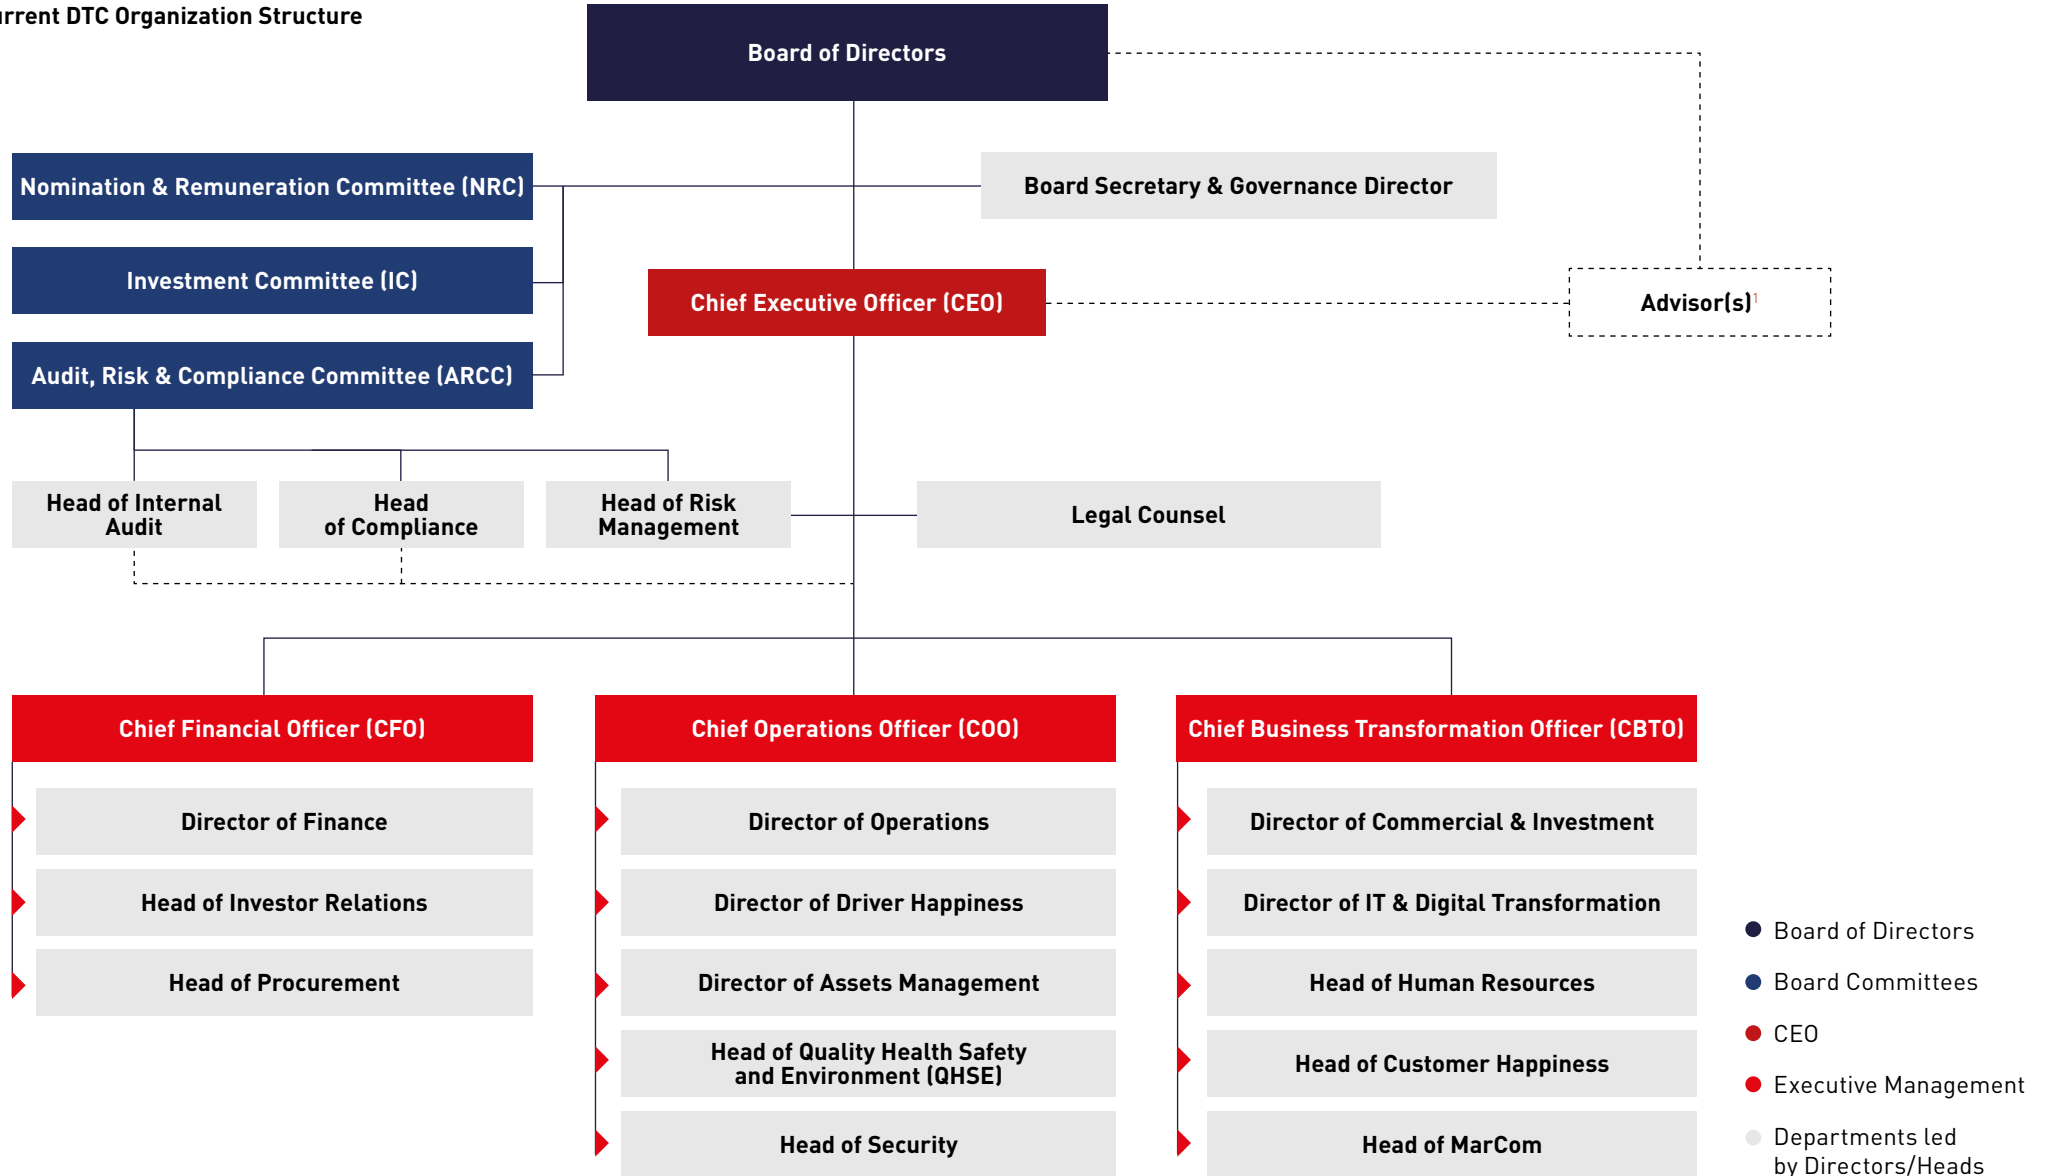 urrent DTC Organization Structure
Board of Directors
Nomination & Remuneration Committee (NRC)
Board Secretary & Governance Director
Investment Committee (IC)
Chief Executive Officer (CEO)
Advisor(s)1
Audit, Risk & Compliance Committee (ARCC)
Head of Internal
Audit
Head
of Compliance
Head of Risk
Management
Legal Counsel
Chief Financial Officer (CFO)
Director of Finance
Head of Investor Relations
Head of Procurement
Chief Operations Officer (COO)
Director of Operations
Director of Driver Happiness
Director of Assets Management
Head of Quality Health Safety
and Environment (QHSE)
Head of Security
Chief Business Transformation Officer (CBTO)
Director of Commercial & Investment
Director of IT & Digital Transformation
Head of Human Resources
Head of Customer Happiness
Head of MarCom
Board of Directors
Board Committees
CEO
Executive Management
Departments led
by Directors/Heads